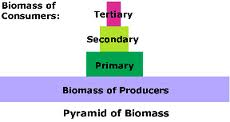 Biomass of
Consumers:
Tertiary
Secondary
Primary
Biomass of Producers
Pyramid of Biomass